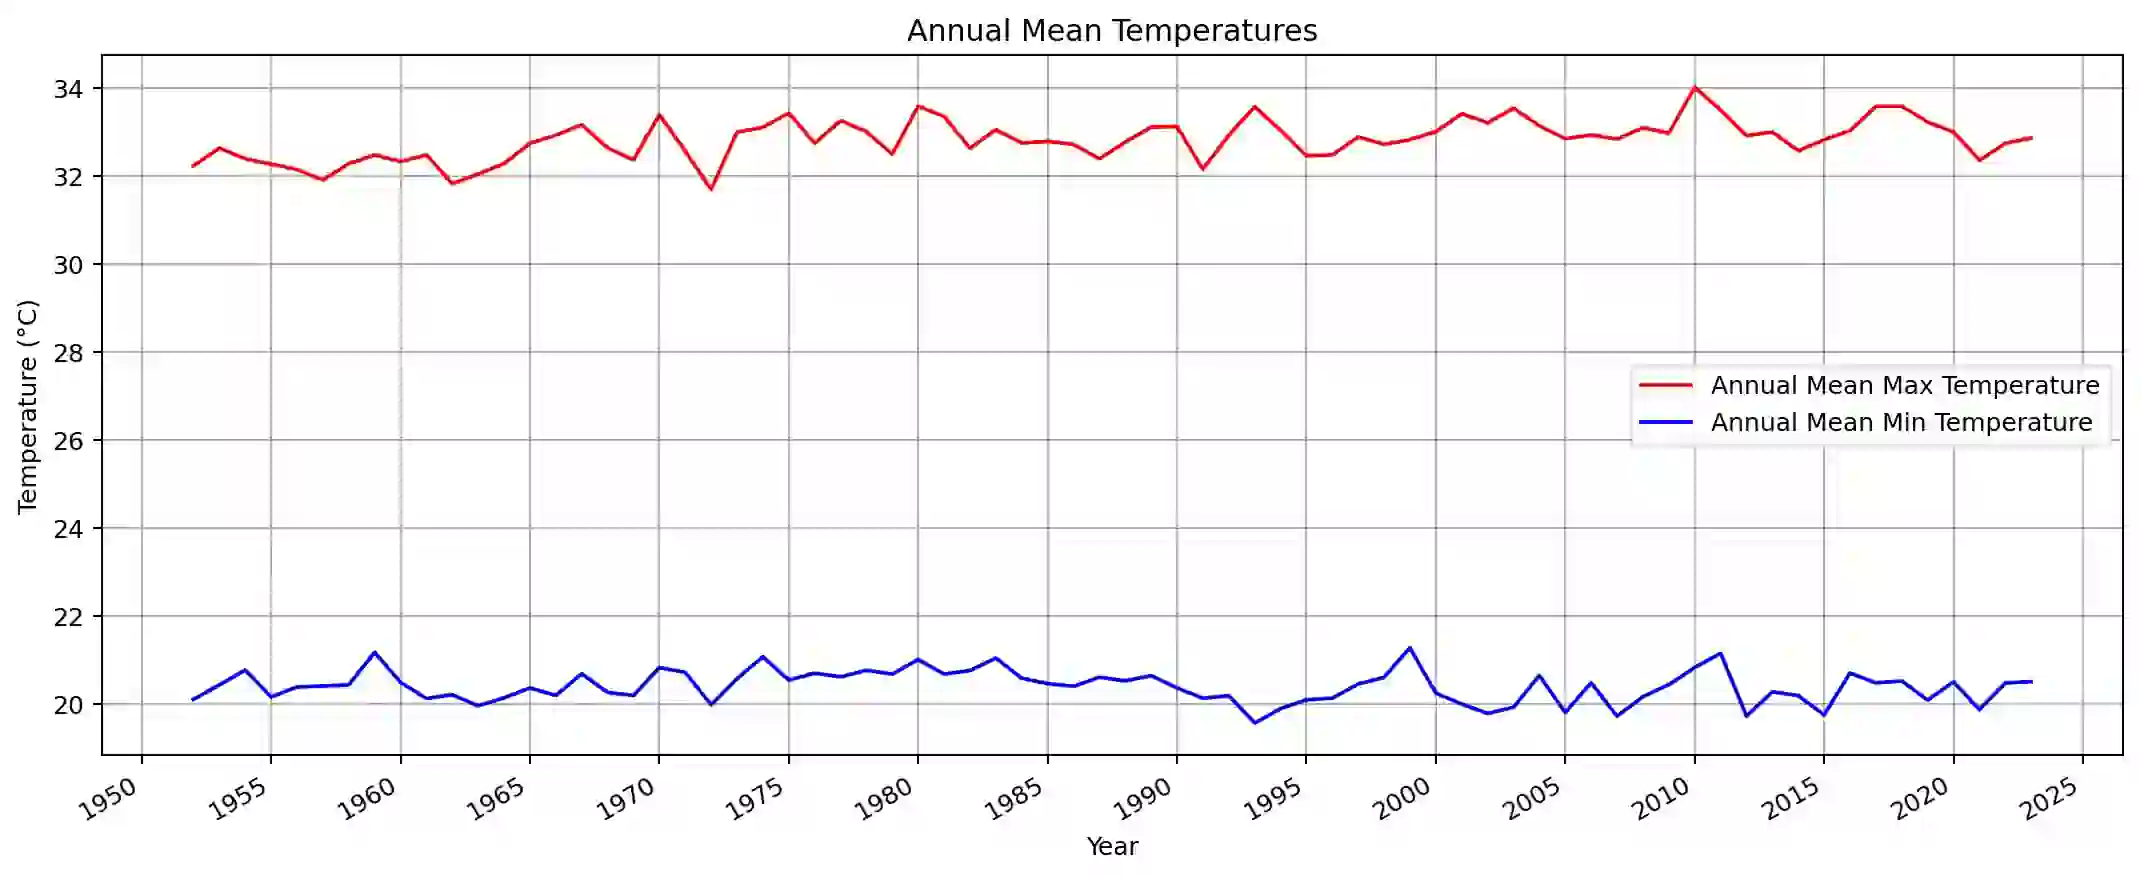 Annual Mean Temperatures
34
32
30
28
26
24
22
20
Temperature (°C)
Annual Mean Max Temperature
Annual Mean Min Temperature
1950 1955 1960 1965 1970 1975 1980 1985 1990 1995 2000 2005 2010 2015 2020 2025
Year